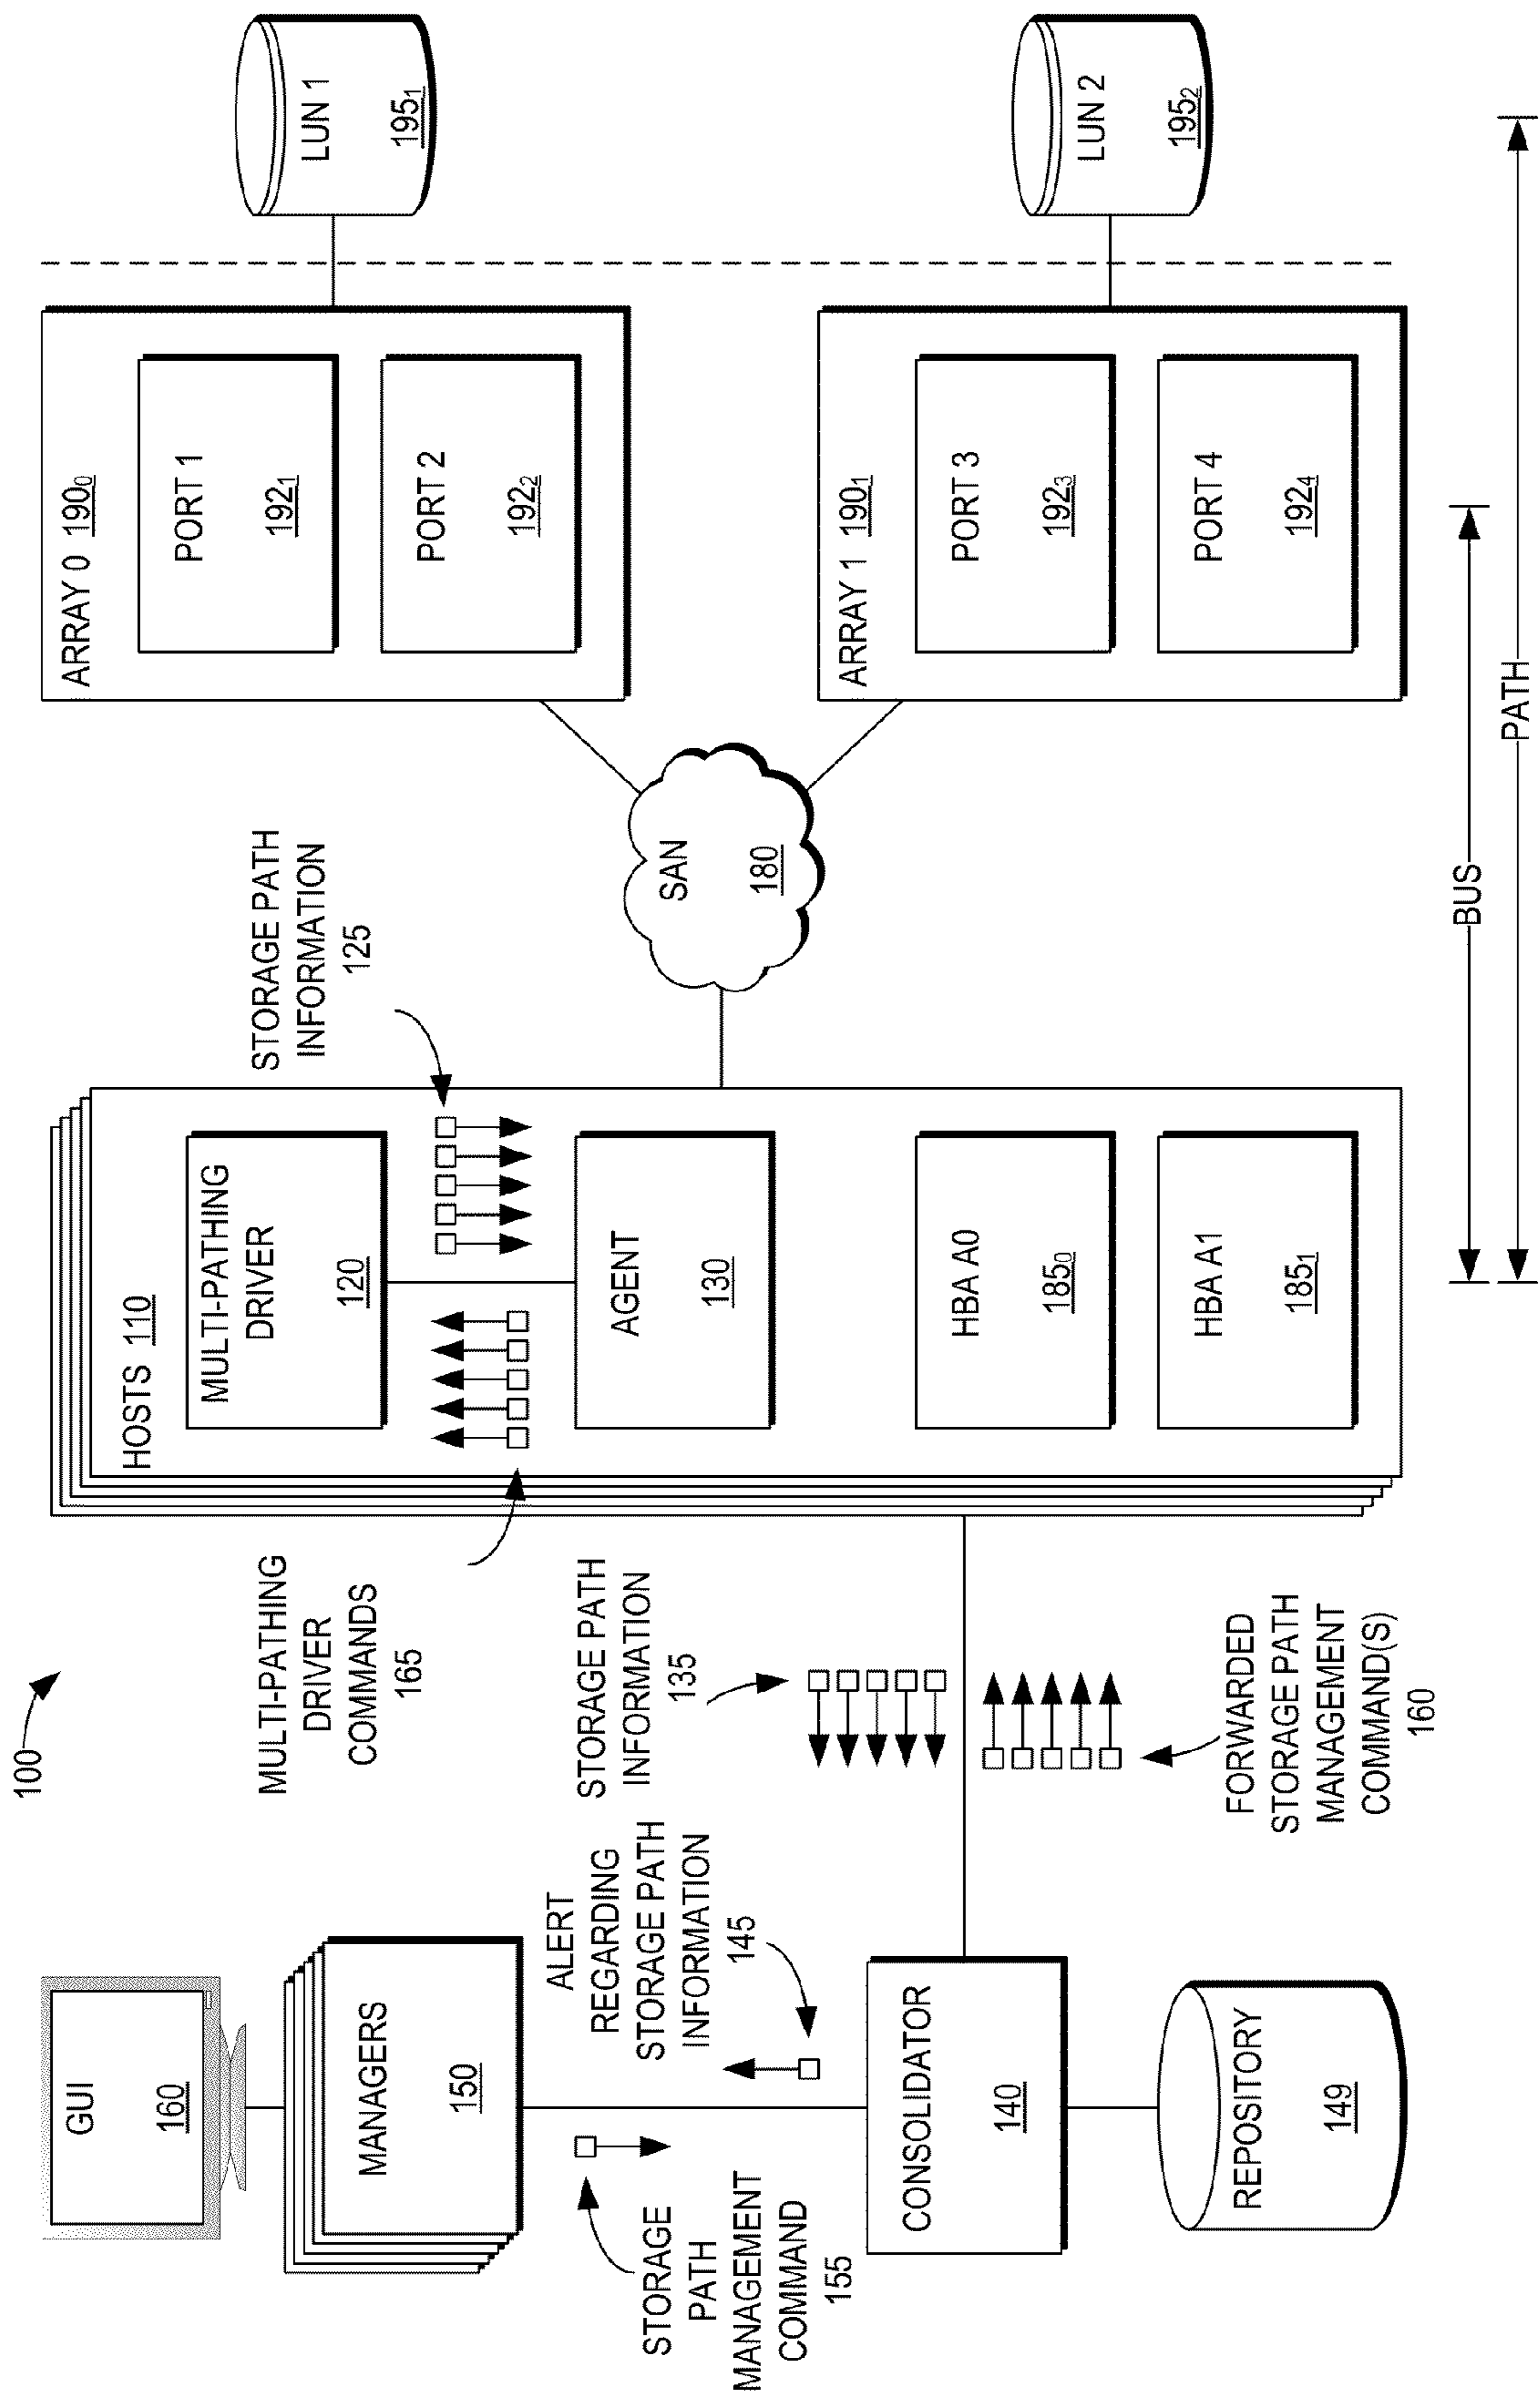 100
GUI
160
MANAGERS
150
STORAGE
PATH
MANAGEMENT
COMMAND
155
ALERT
REGARDING
STORAGE PATH
INFORMATION
145
CONSOLIDATOR
140
REPOSITORY
149
MULTI-PATHING
DRIVER
COMMANDS
165
STORAGE PATH
INFORMATION
135
FORWARDED
STORAGE PATH
MANAGEMENT
COMMAND(S)
160
HOSTS 110
MULTI-PATHING
DRIVER
120
AGENT
130
HBA A0
185₀
HBA A1
185₁
STORAGE PATH
INFORMATION
125
SAN
180
ARRAY 0 190₀
PORT 1
192₁
PORT 2
192₂
ARRAY 1 190₁
PORT 3
192₃
PORT 4
192₄
LUN 1
195₁
LUN 2
195₂
BUS
PATH